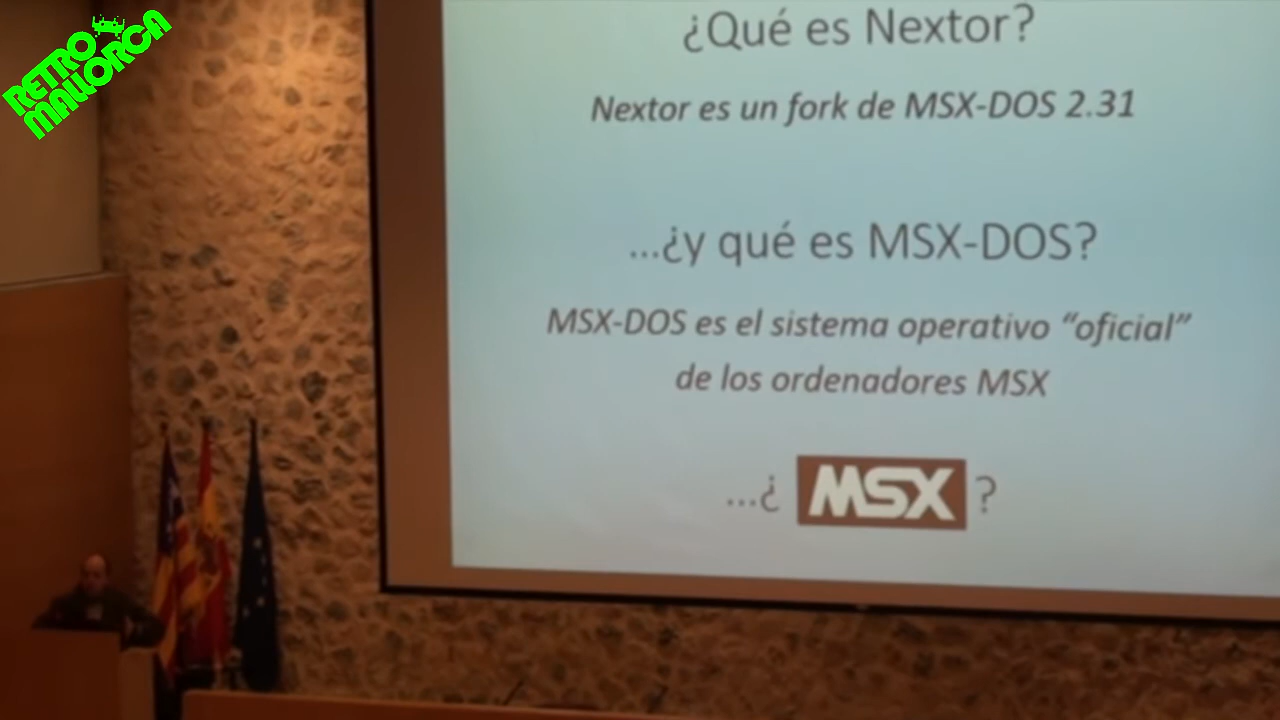 RETRO
MALLORCA
¿Qué es Nextor?
Nextor es un fork de MSX-DOS 2.31
...¿y qué es MSX-DOS?
MSX-DOS es el sistema operativo “oficial”
de los ordenadores MSX
...¿ MSX ?